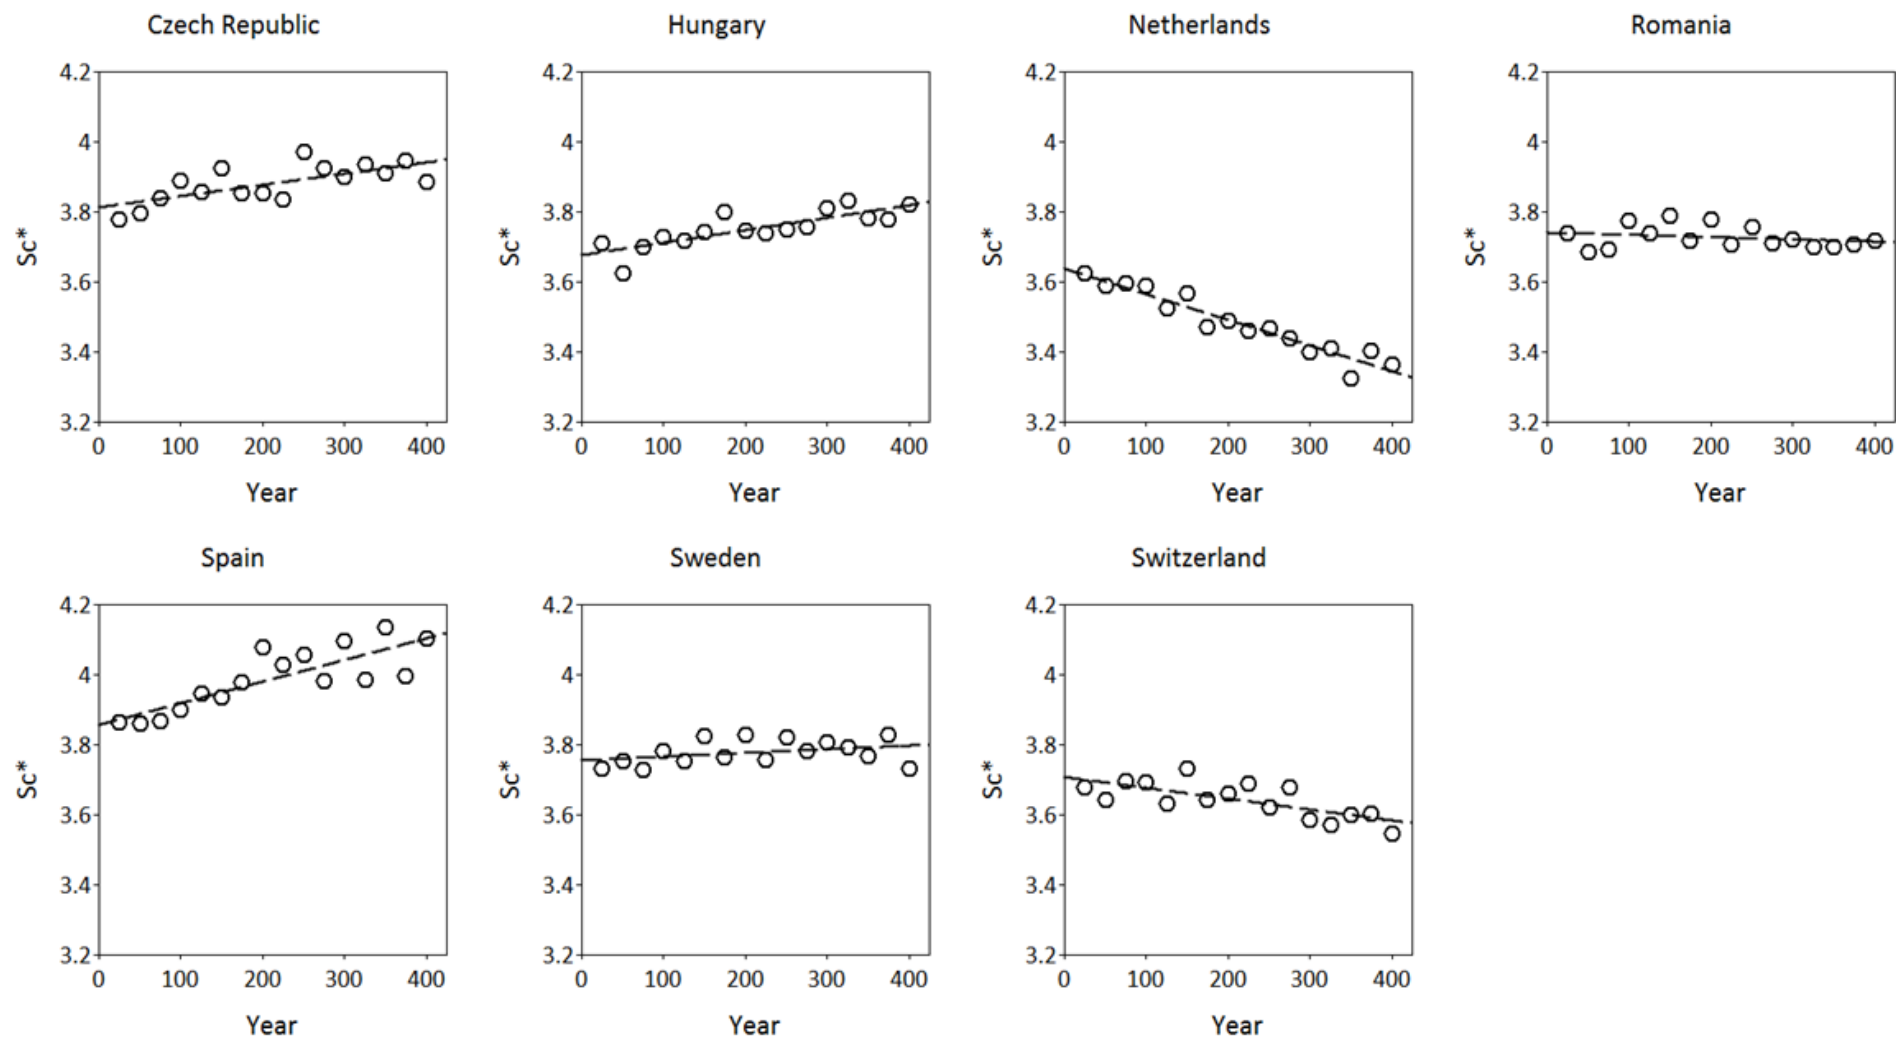 Czech Republic Hungary Netherlands Romania
4.2 4.2 4.2 4.2
4 4 4 4
3.8 3.8 3.8 3.8
Sc* Sc* Sc* Sc*
3.6 3.6 3.6 3.6
3.4 3.4 3.4 3.4
3.2 3.2 3.2 3.2
0 100 200 300 400 0 100 200 300 400 0 100 200 300 400 0 100 200 300 400
Year Year Year Year
Spain Sweden Switzerland
4.2 4.2 4.2
4 4 4
3.8 3.8 3.8
Sc* Sc* Sc*
3.6 3.6 3.6
3.4 3.4 3.4
3.2 3.2 3.2
0 100 200 300 400 0 100 200 300 400 0 100 200 300 400
Year Year Year